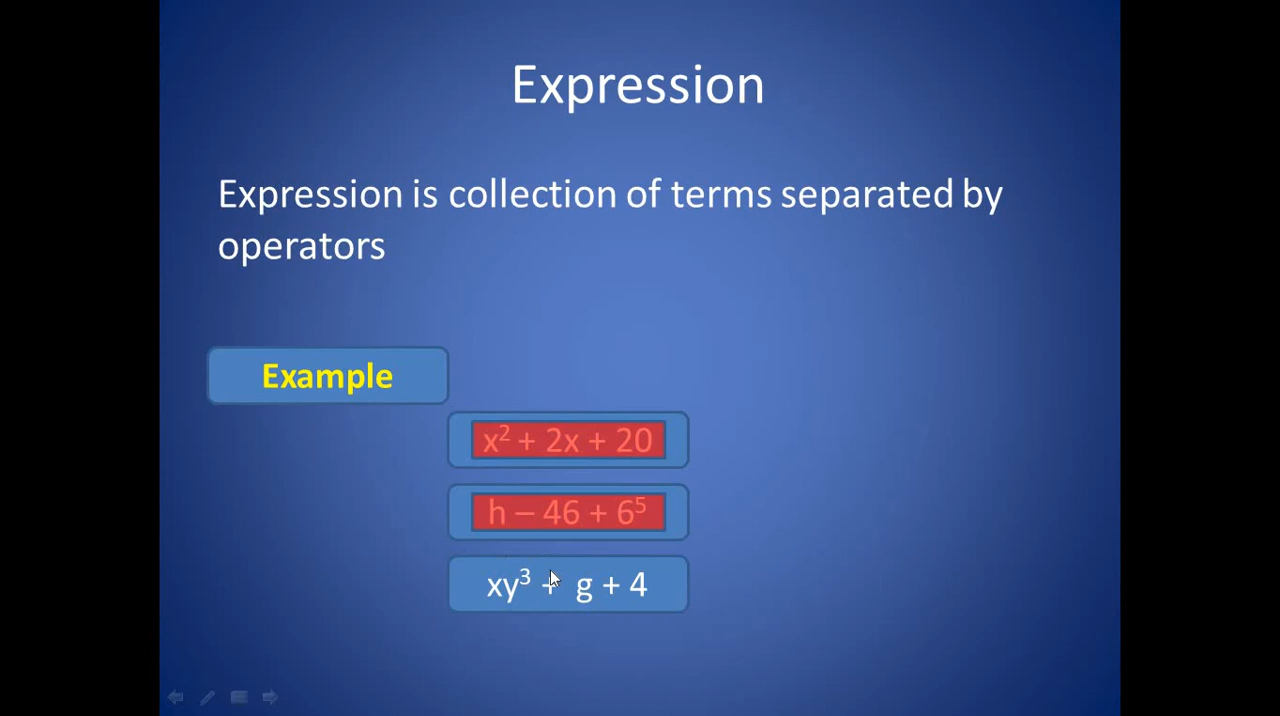 Expression
Expression is collection of terms separated by
operators
Example
x² + 2x + 20
h – 46 + 6⁵
xy³ + g + 4